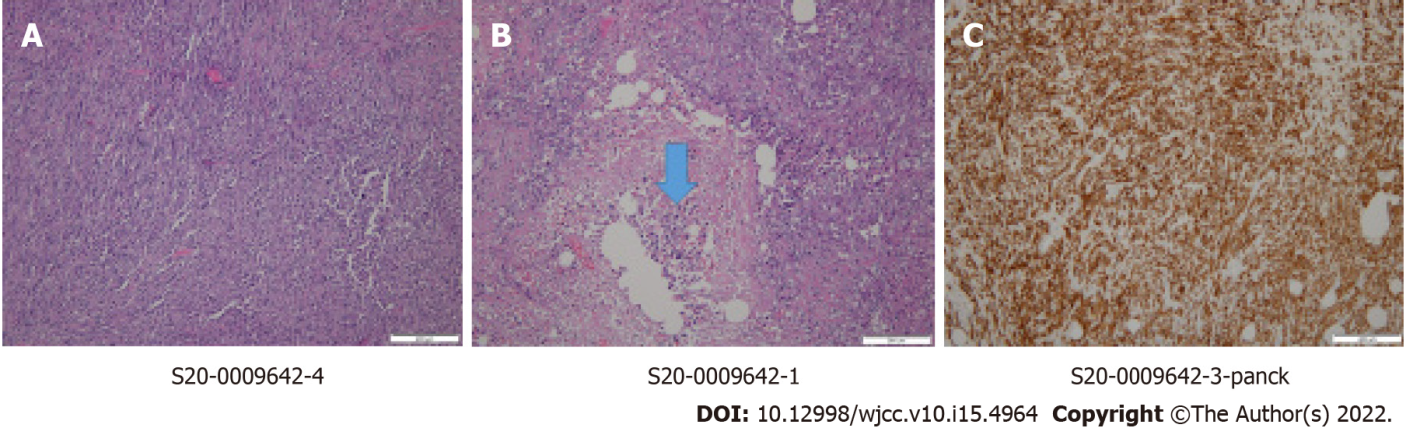 A B C
S20-0009642-4 S20-0009642-1 S20-0009642-3-panck
DOI: 10.12998/wjcc.v10.i15.4964 Copyright ©The Author(s) 2022.